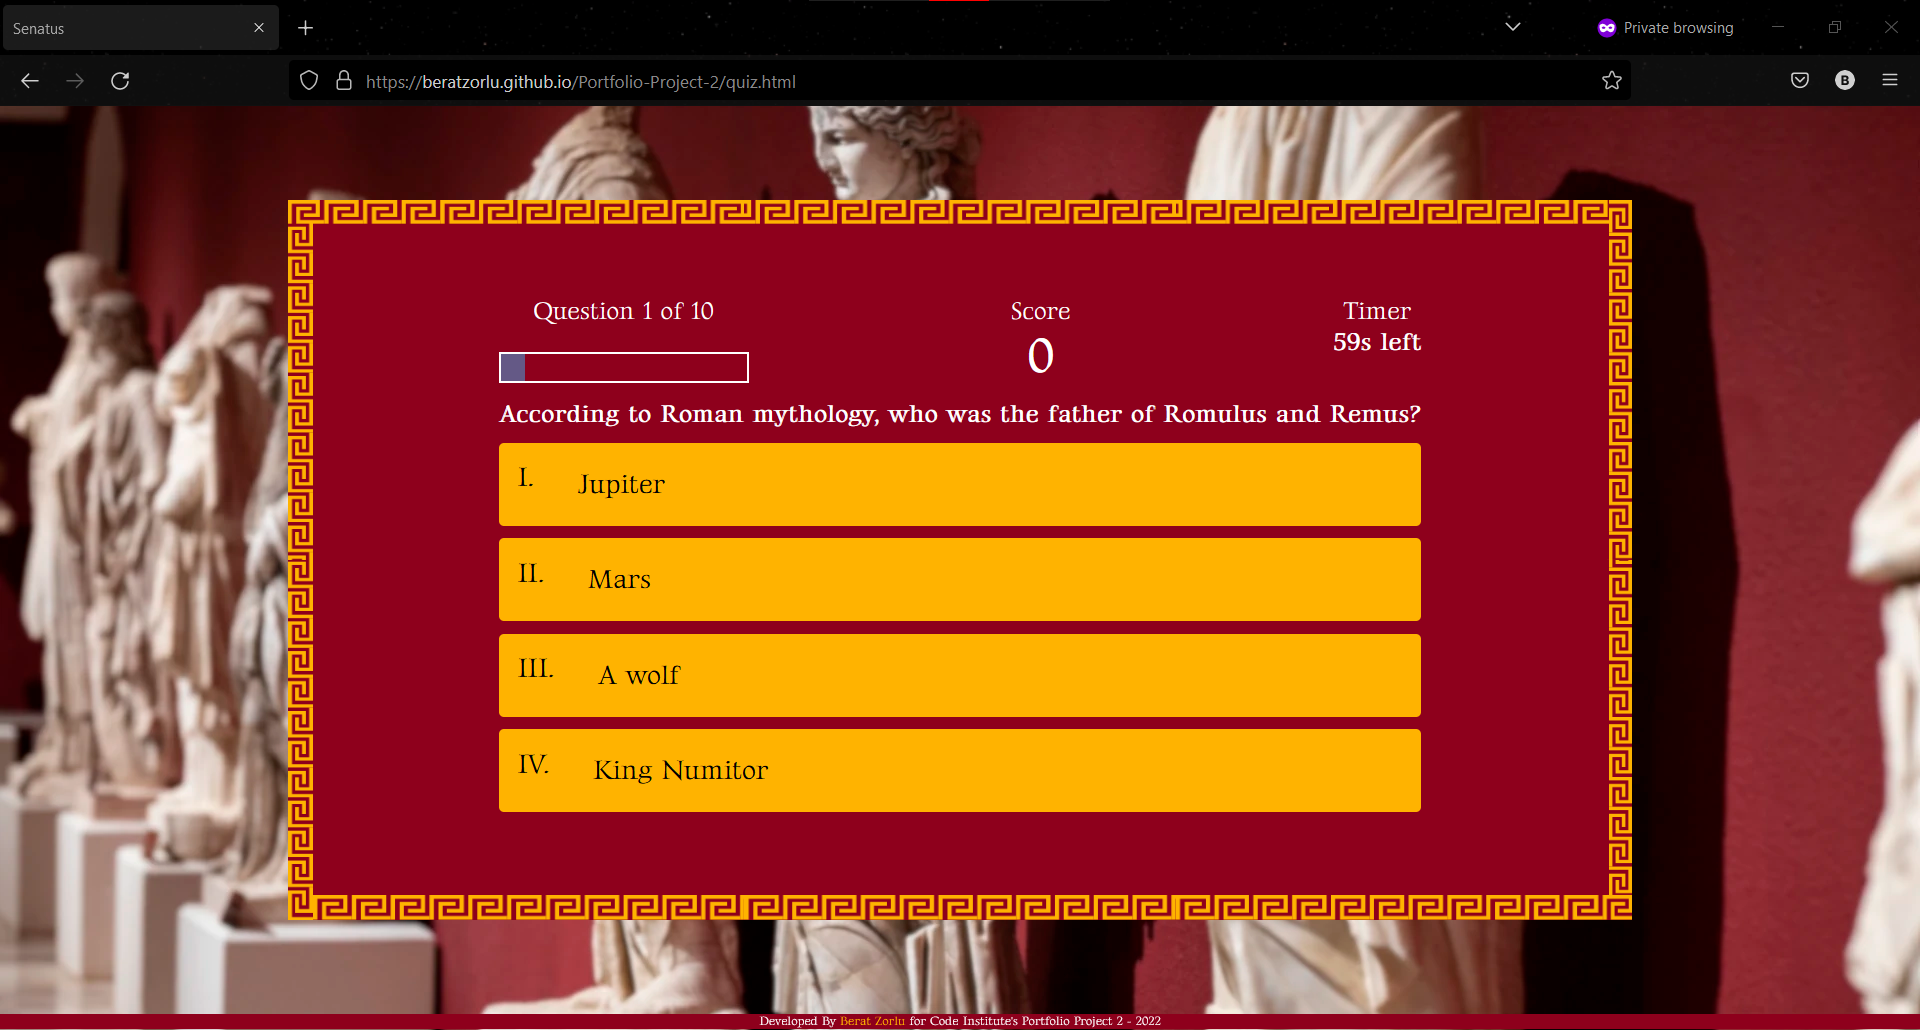 Senatus
Private browsing
https://beratzorlu.github.io/Portfolio-Project-2/quiz.html
B
Question 1 of 10
Score
0
Timer
59s left
According to Roman mythology, who was the father of Romulus and Remus?
I. Jupiter
II. Mars
III. A wolf
IV. King Numitor
Developed By Berat Zorlu for Code Institute's Portfolio Project 2 - 2022